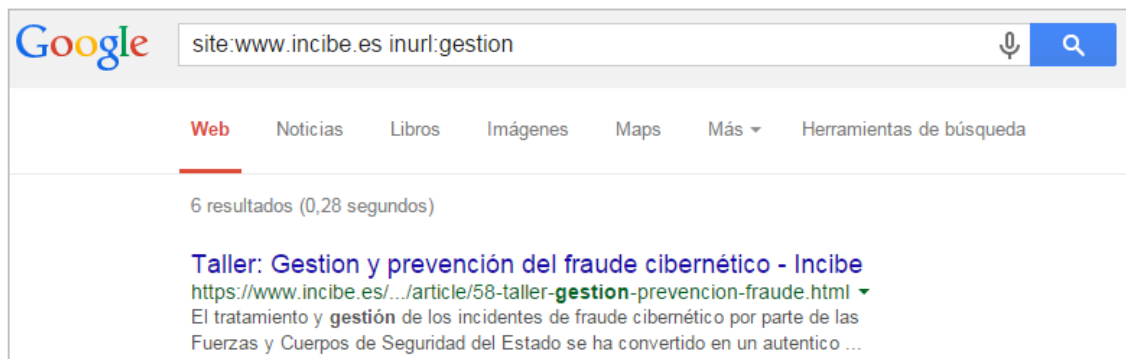 Google site:www.incibe.es inurl:gestion
Web Noticias Libros Imágenes Maps Más Herramientas de búsqueda
6 resultados (0,28 segundos)
Taller: Gestion y prevención del fraude cibernético - Incibe
https://www.incibe.es/.../article/58-taller-gestion-prevencion-fraude.html
El tratamiento y gestión de los incidentes de fraude cibernético por parte de las
Fuerzas y Cuerpos de Seguridad del Estado se ha convertido en un autentico ...